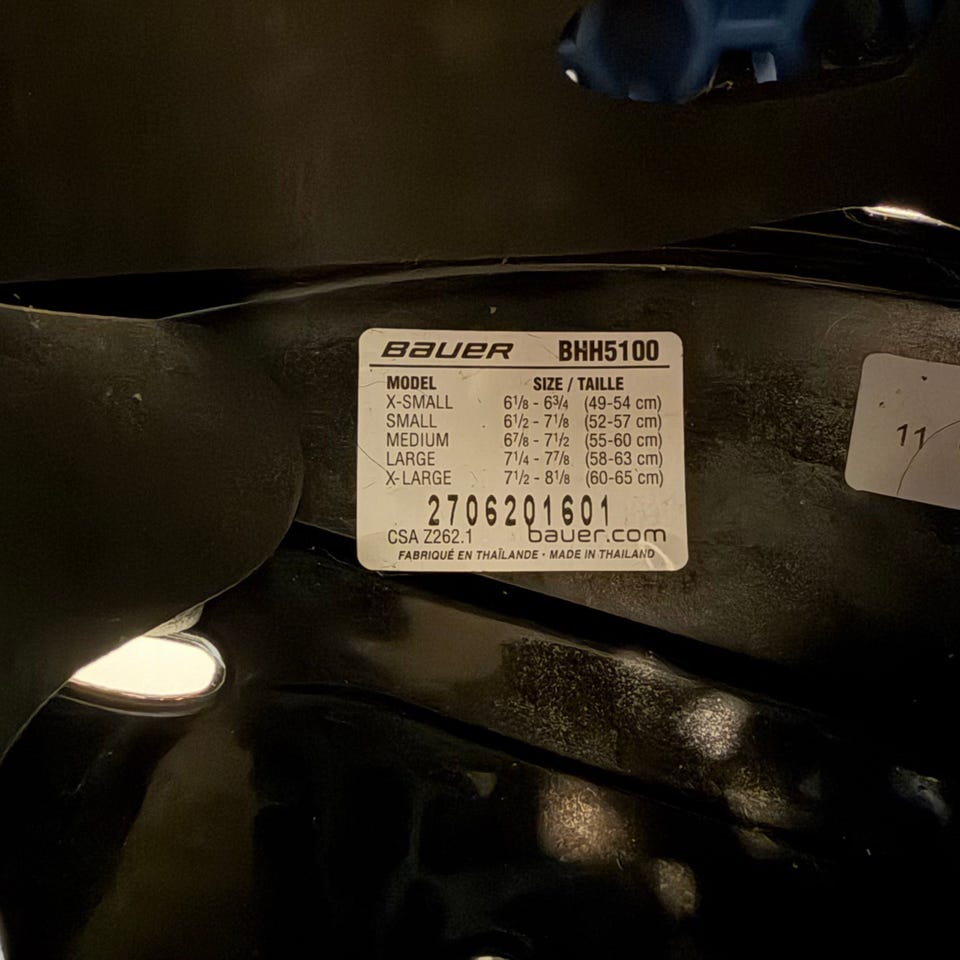 BAUER BHH5100
MODEL SIZE / TAILLE
X-SMALL 6 1/8 - 6 3/4 (49-54 cm)
SMALL 6 1/2 - 7 1/8 (52-57 cm)
MEDIUM 6 7/8 - 7 1/2 (55-60 cm)
LARGE 7 1/4 - 7 7/8 (58-63 cm)
X-LARGE 7 1/2 - 8 1/8 (60-65 cm)
2706201601
CSA Z262.1 bauer.com
FABRIQUÉ EN THAÏLANDE · MADE IN THAILAND
11